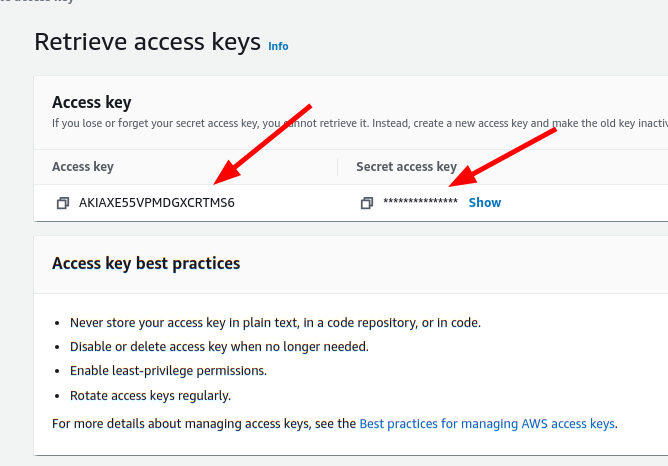 Retrieve access keys Info
Access key
If you lose or forget your secret access key, you cannot retrieve it. Instead, create a new access key and make the old key inactiv
Access key Secret access key
AKIAXE55VPMDGXCRTMS6 *************** Show
Access key best practices
Never store your access key in plain text, in a code repository, or in code.
Disable or delete access key when no longer needed.
Enable least-privilege permissions.
Rotate access keys regularly.
For more details about managing access keys, see the Best practices for managing AWS access keys.